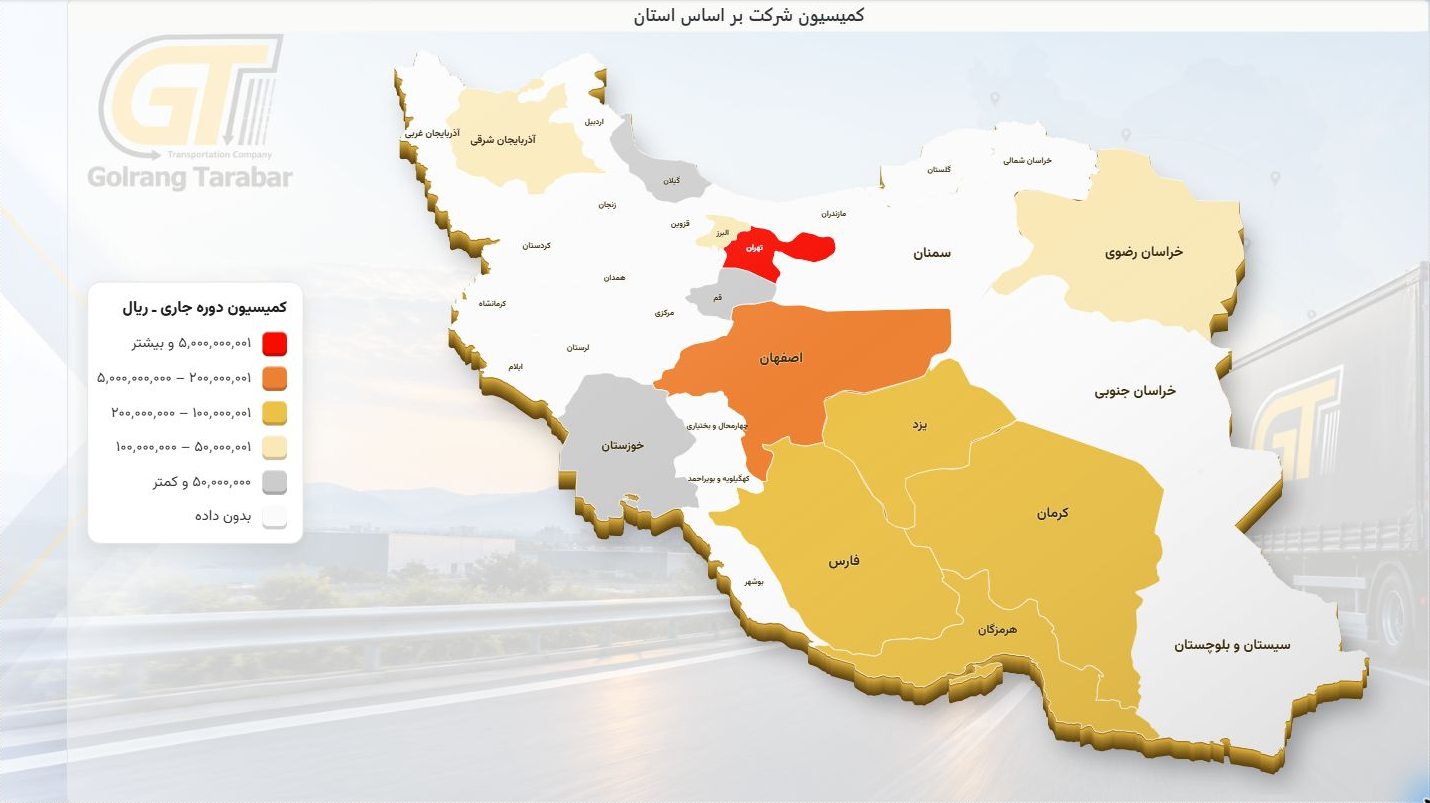 کمیسیون شرکت بر اساس استان
GT
Transportation Company
Golrang Tarabar
آذربایجان غربی
آذربایجان شرقی
اردبیل
گیلان
زنجان
قزوین
البرز
تهران
مازندران
گلستان
خراسان شمالی
خراسان رضوی
سمنان
کردستان
همدان
کرمانشاه
مرکزی
قم
لرستان
ایلام
اصفهان
خراسان جنوبی
چهارمحال و بختیاری
خوزستان
یزد
کهگیلویه و بویراحمد
کرمان
فارس
بوشهر
هرمزگان
سیستان و بلوچستان
کمیسیون دوره جاری - ریال
۵,۰۰۰,۰۰۰,۰۰۱ و بیشتر
۲۰۰,۰۰۰,۰۰۱ – ۵,۰۰۰,۰۰۰,۰۰۰
۱۰۰,۰۰۰,۰۰۱ – ۲۰۰,۰۰۰,۰۰۰
۵۰,۰۰۰,۰۰۱ – ۱۰۰,۰۰۰,۰۰۰
۵۰,۰۰۰,۰۰۰ و کمتر
بدون داده
GT